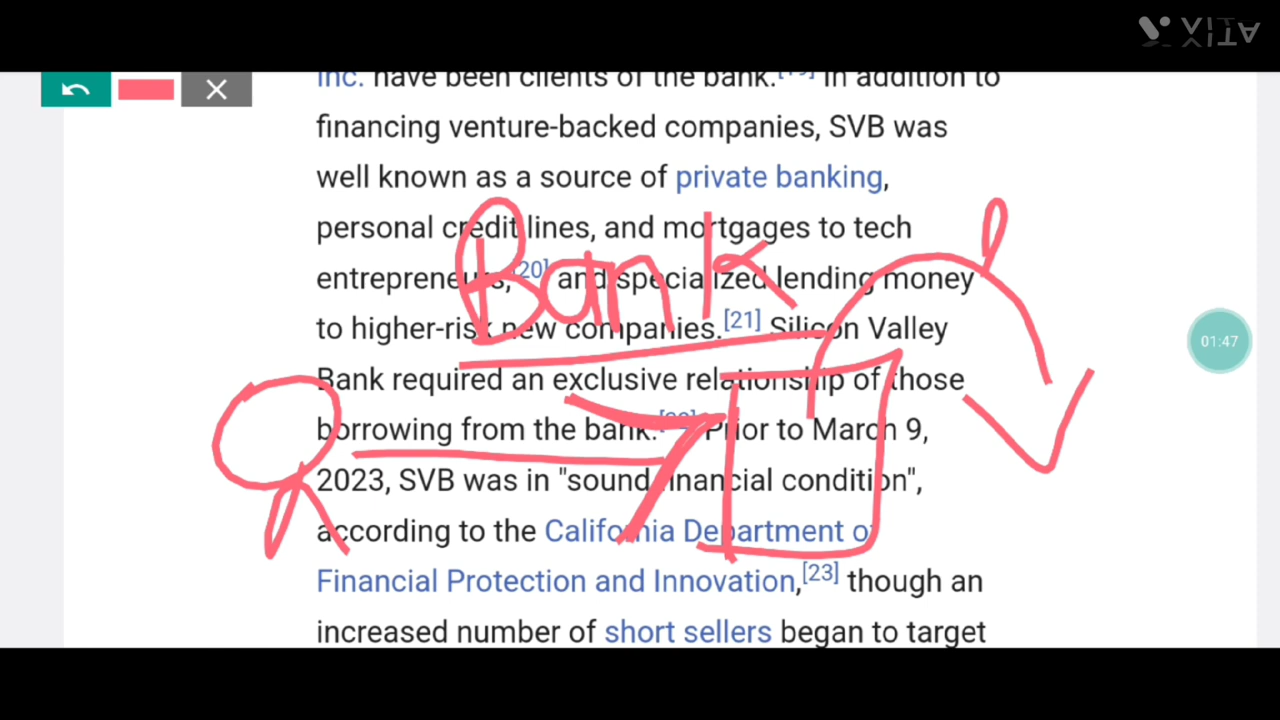 VITA
Inc. have been clients of the bank.[19] In addition to
financing venture-backed companies, SVB was
well known as a source of private banking,
personal credit lines, and mortgages to tech
Bank
entrepreneurs,[20] and specialized lending money
to higher-risk new companies.[21] Silicon Valley
01:47
Bank required an exclusive relationship of those
borrowing from the bank.[22] Prior to March 9,
2023, SVB was in "sound financial condition",
according to the California Department of
Financial Protection and Innovation,[23] though an
increased number of short sellers began to target